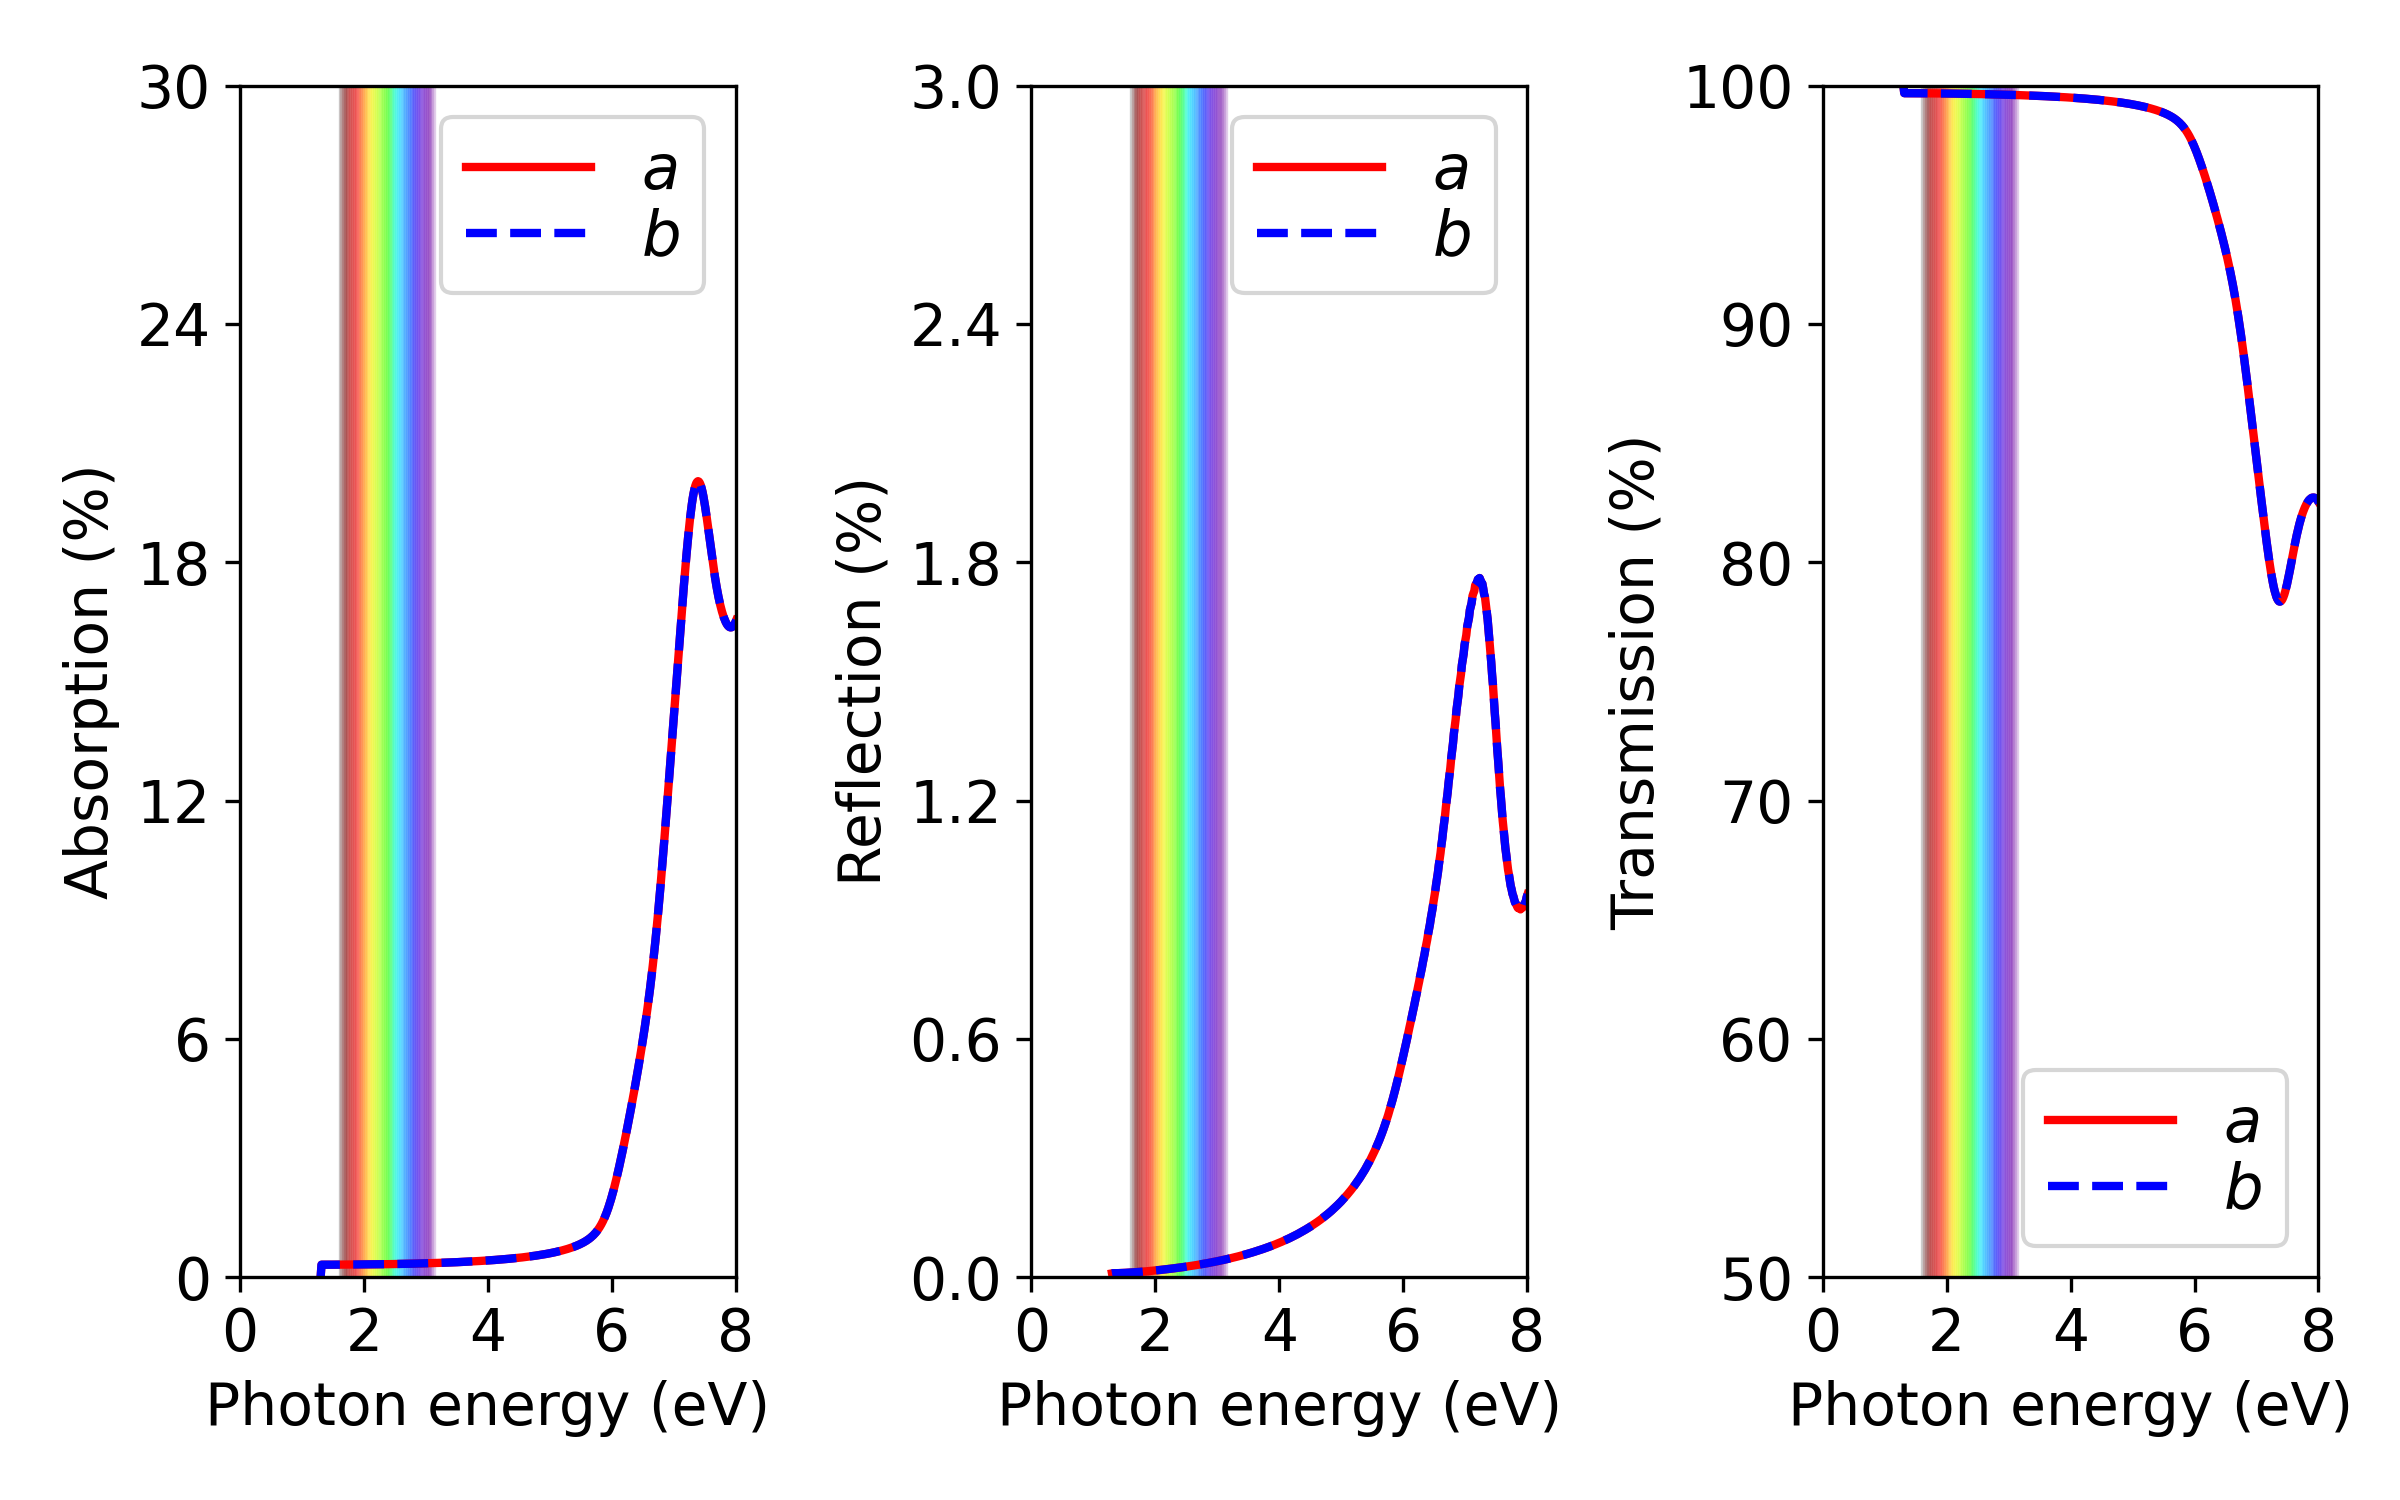 Absorption (%)
30
24
18
12
6
0
0 2 4 6 8
Photon energy (eV)
a
b
Reflection (%)
3.0
2.4
1.8
1.2
0.6
0.0
0 2 4 6 8
Photon energy (eV)
a
b
Transmission (%)
100
90
80
70
60
50
0 2 4 6 8
Photon energy (eV)
a
b